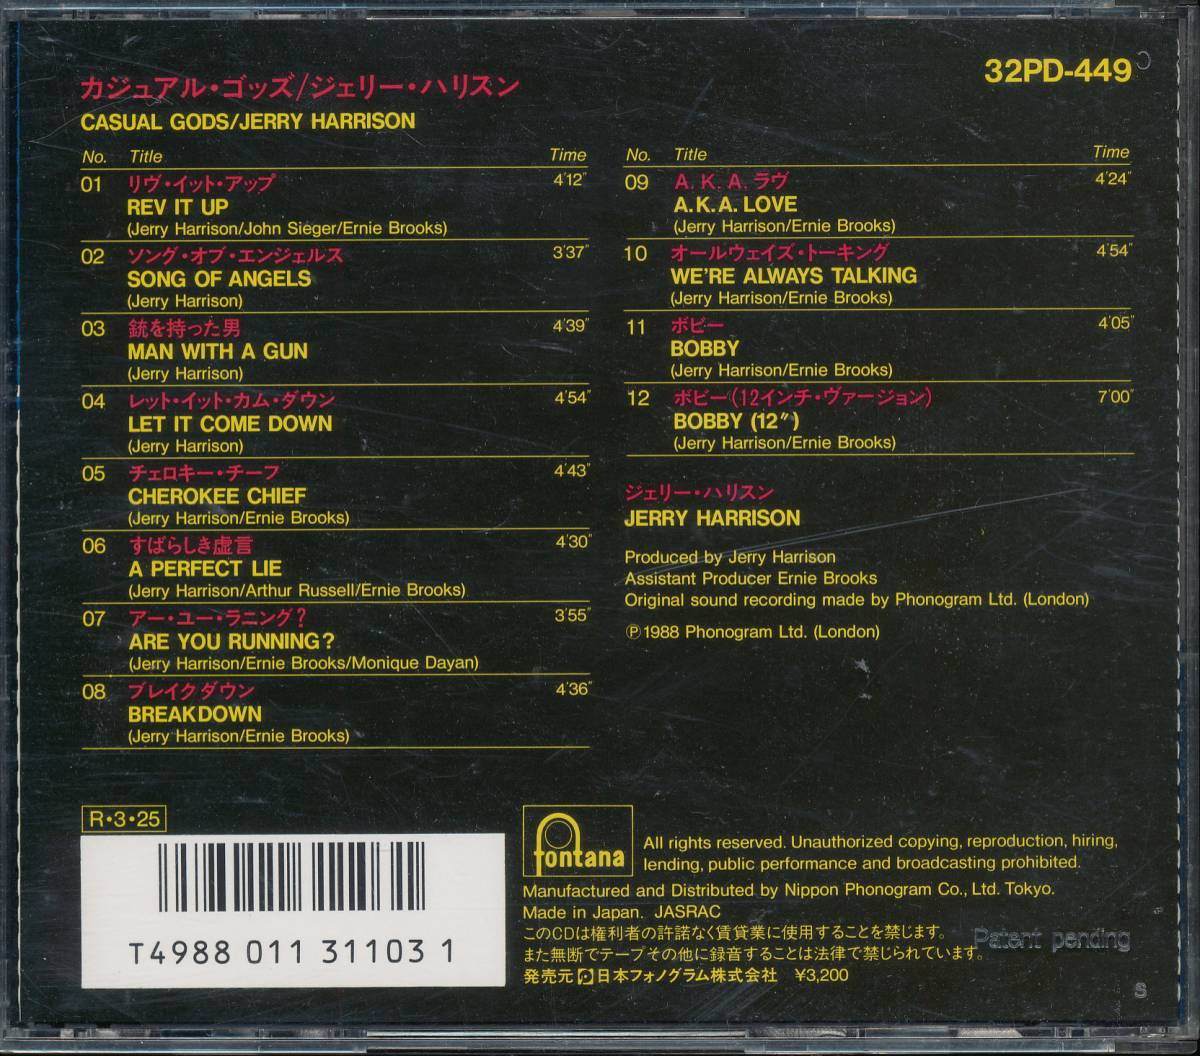 カジュアル・ゴッズ/ジェリー・ハリスン
CASUAL GODS/JERRY HARRISON
32PD-449
No. Title Time
01 リヴ・イット・アップ 4'12"
REV IT UP
(Jerry Harrison/John Sieger/Ernie Brooks)
02 ソング・オブ・エンジェルス 3'37"
SONG OF ANGELS
(Jerry Harrison)
03 銃を持った男 4'39"
MAN WITH A GUN
(Jerry Harrison)
04 レット・イット・カム・ダウン 4'54"
LET IT COME DOWN
(Jerry Harrison)
05 チェロキー・チーフ 4'43"
CHEROKEE CHIEF
(Jerry Harrison/Ernie Brooks)
06 すばらしき虚言 4'30"
A PERFECT LIE
(Jerry Harrison/Arthur Russell/Ernie Brooks)
07 アー・ユー・ラニング? 3'55"
ARE YOU RUNNING?
(Jerry Harrison/Ernie Brooks/Monique Dayan)
08 ブレイクダウン 4'36"
BREAKDOWN
(Jerry Harrison/Ernie Brooks)
No. Title Time
09 A.K.A.ラヴ 4'24"
A.K.A. LOVE
(Jerry Harrison/Ernie Brooks)
10 オールウェイズ・トーキング 4'54"
WE'RE ALWAYS TALKING
(Jerry Harrison/Ernie Brooks)
11 ボビー 4'05"
BOBBY
(Jerry Harrison/Ernie Brooks)
12 ボビー(12インチ・ヴァージョン) 7'00"
BOBBY (12")
(Jerry Harrison/Ernie Brooks)
ジェリー・ハリスン
JERRY HARRISON
Produced by Jerry Harrison
Assistant Producer Ernie Brooks
Original sound recording made by Phonogram Ltd. (London)
℗1988 Phonogram Ltd. (London)
R・3・25
T4988 011 31103 1
fontana
All rights reserved. Unauthorized copying, reproduction, hiring,
lending, public performance and broadcasting prohibited.
Manufactured and Distributed by Nippon Phonogram Co., Ltd. Tokyo.
Made in Japan. JASRAC
このCDは権利者の許諾なく賃貸業に使用することを禁じます。
また無断でテープその他に録音することは法律で禁じられています。
発売元 日本フォノグラム株式会社 ¥3,200
Patent pending
S